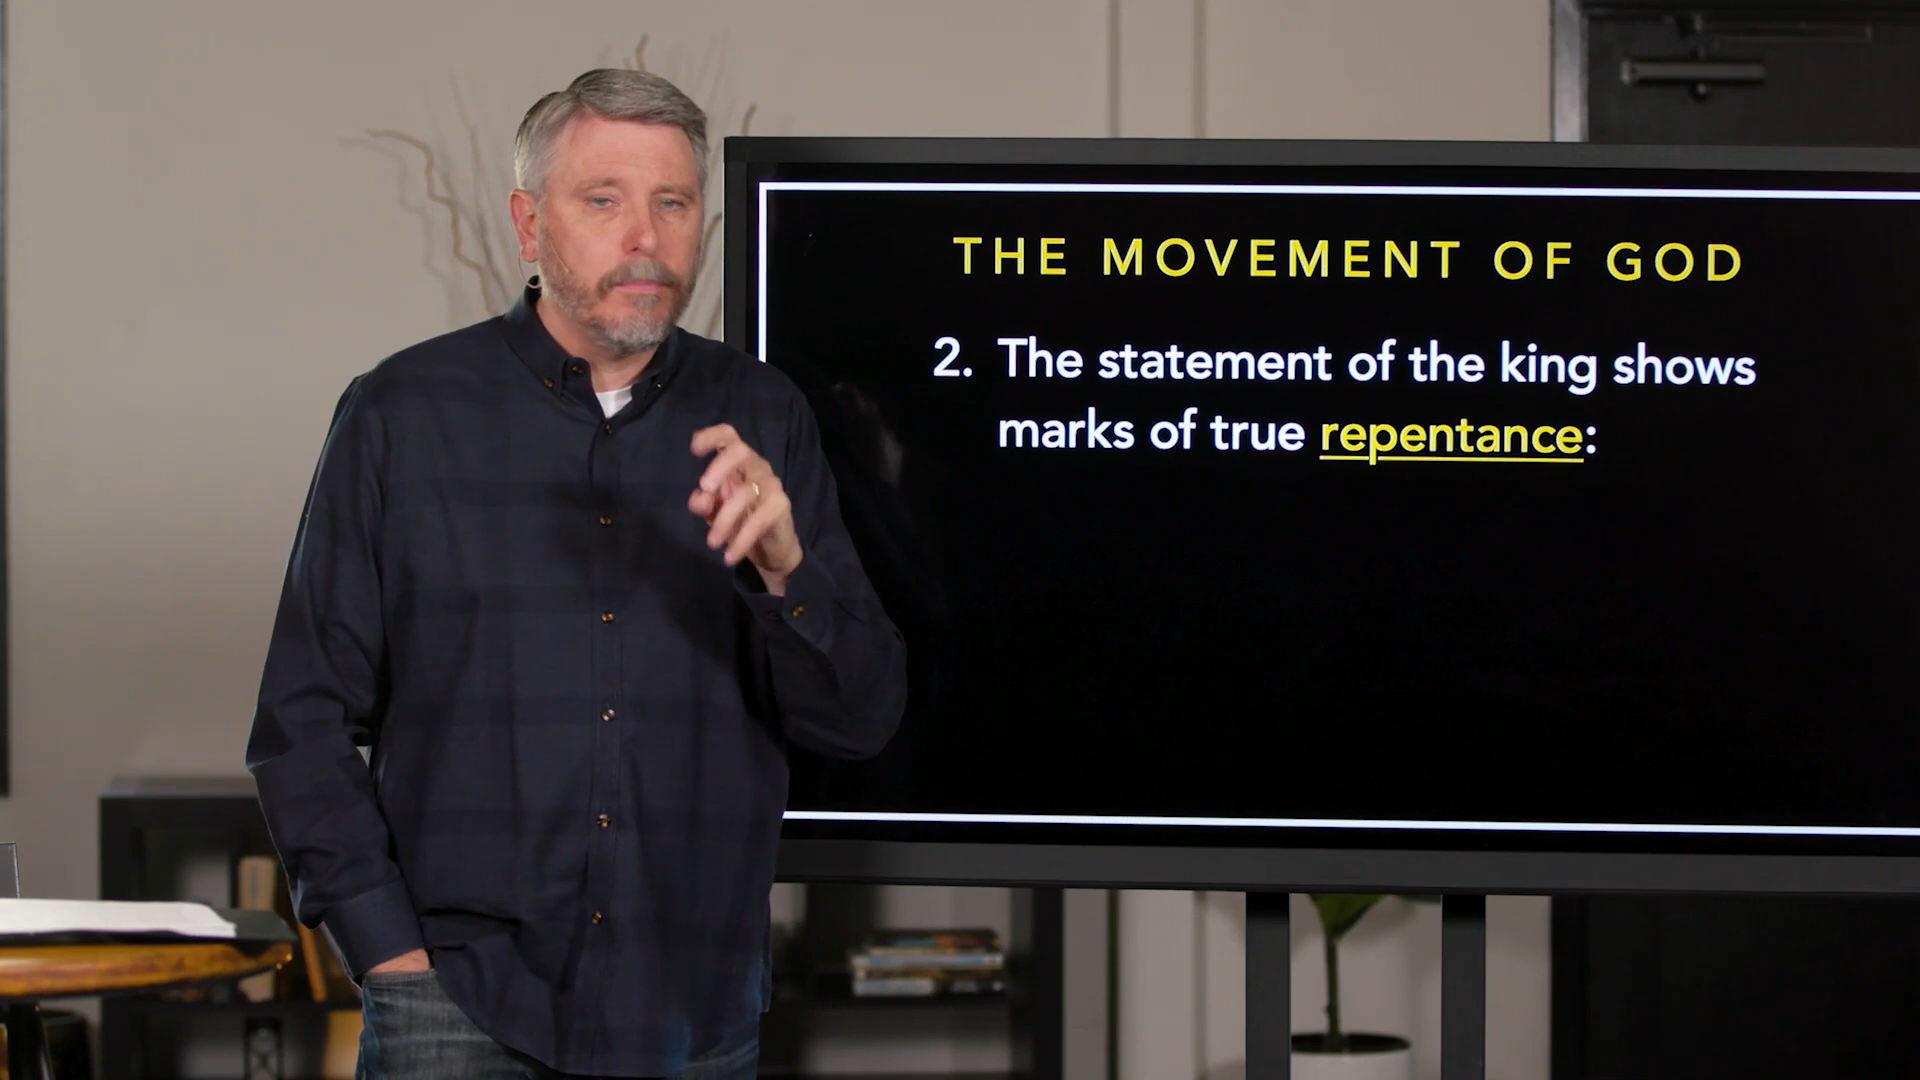 THE MOVEMENT OF GOD
2. The statement of the king shows
marks of true repentance: